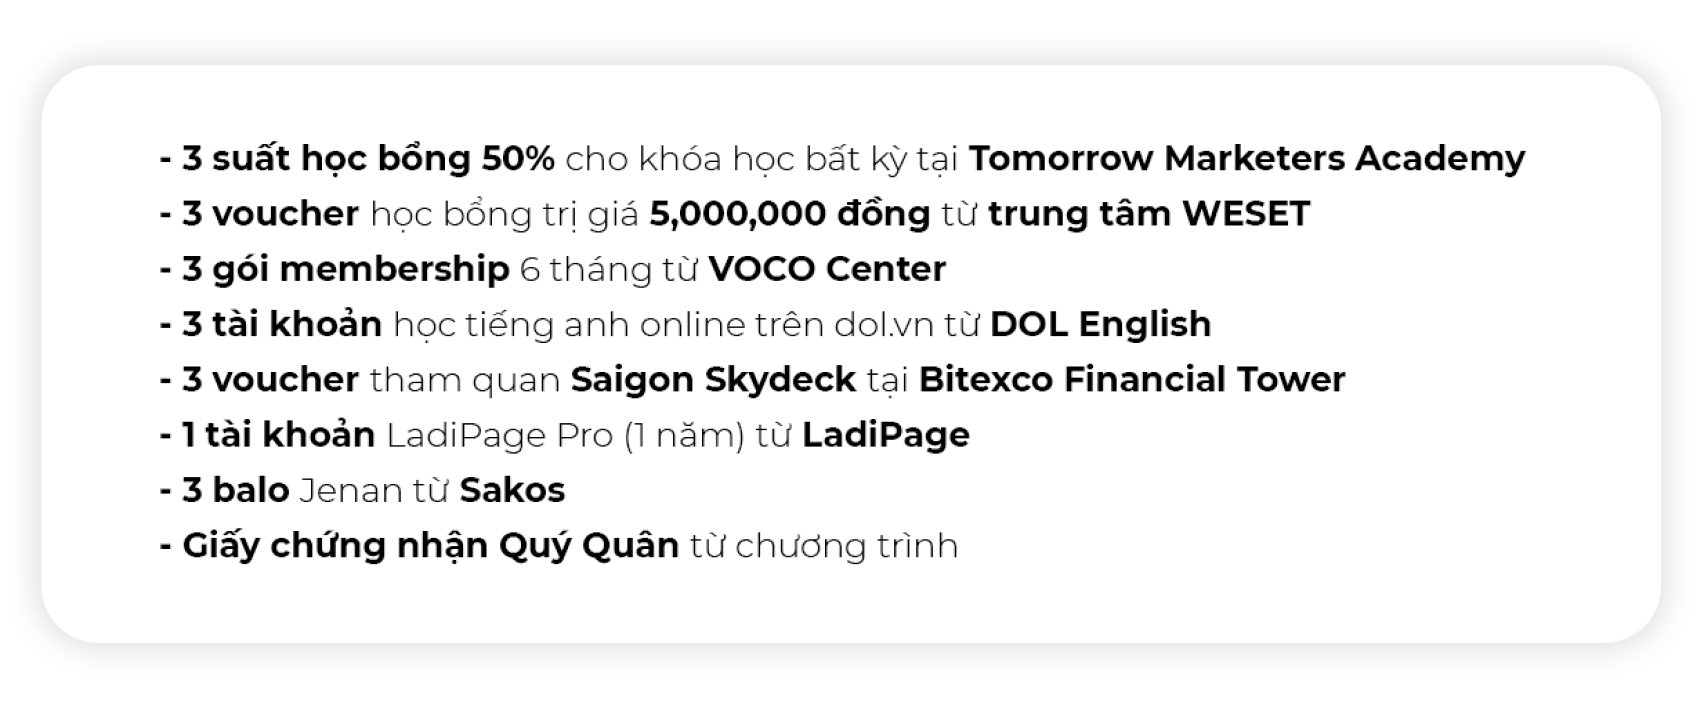 - 3 suất học bổng 50% cho khóa học bất kỳ tại Tomorrow Marketers Academy
- 3 voucher học bổng trị giá 5,000,000 đồng từ trung tâm WESET
- 3 gói membership 6 tháng từ VOCO Center
- 3 tài khoản học tiếng anh online trên dol.vn từ DOL English
- 3 voucher tham quan Saigon Skydeck tại Bitexco Financial Tower
- 1 tài khoản LadiPage Pro (1 năm) từ LadiPage
- 3 balo Jenan từ Sakos
- Giấy chứng nhận Quý Quân từ chương trình